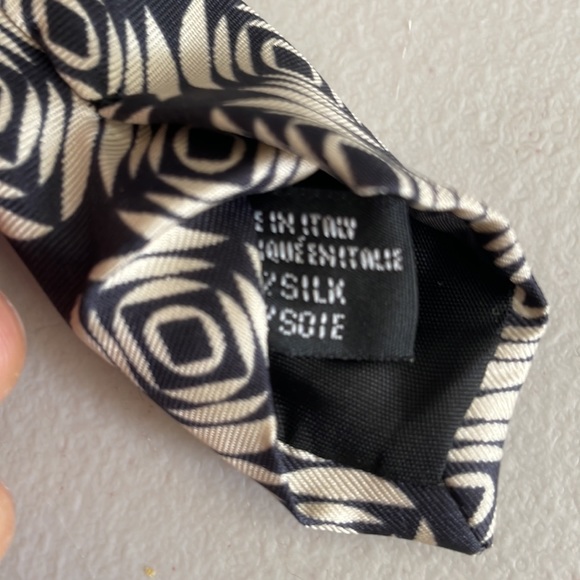 E IN ITALY
IQUÉ EN ITALIE
% SILK
% SOIE